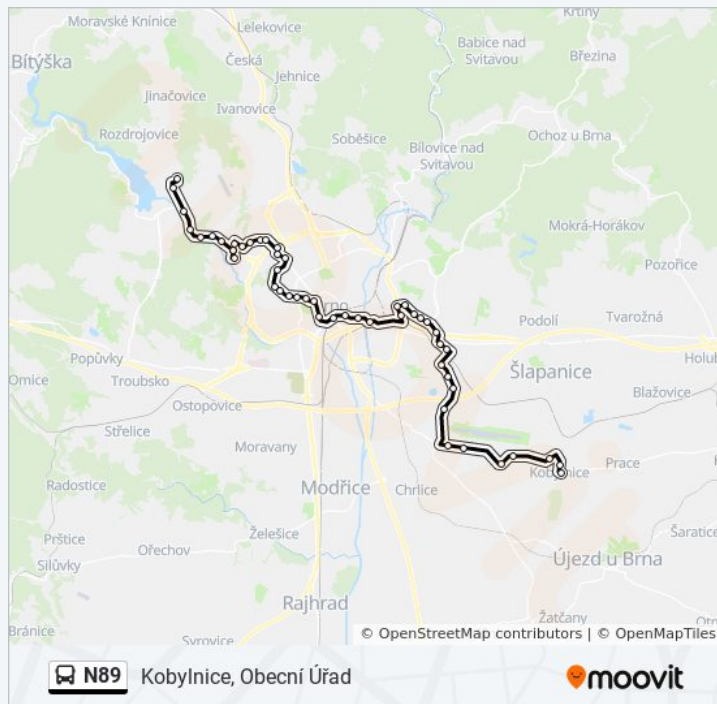 Moravské Knínice
Lelekovice
Křtiny
Bítýška
Česká
Babice nad
Svitavou
Březina
Jehnice
Jinačovice
Ivanovice
Rozdrojovice
Soběšice
Ochoz u Brna
Bílovice nad
Svitavou
Mokrá-Horákov
Pozořice
rno
Podolí
Tvarožná
Popůvky
Holub
Šlapanice
Omice
Troubsko
Ostopovice
Blažovice
Střelice
Moravany
Kobylnice
Prace
Radostice
Modřice
Chrlice
Želešice
Šaratice
Prštice
Silůvky
Ořechov
Újezd u Brna
Rajhrad
Žatčany
Bránice
Syrovice
Otn
© OpenStreetMap contributors | © OpenMapTiles
N89 Kobylnice, Obecní Úřad
moovit